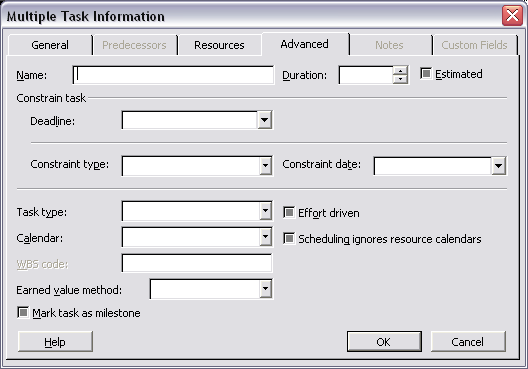 Multiple Task Information
General Predecessors Resources Advanced Notes Custom Fields
Name: Duration: Estimated
Constrain task
Deadline:
Constraint type: Constraint date:
Task type: Effort driven
Calendar: Scheduling ignores resource calendars
WBS code:
Earned value method:
Mark task as milestone
Help OK Cancel